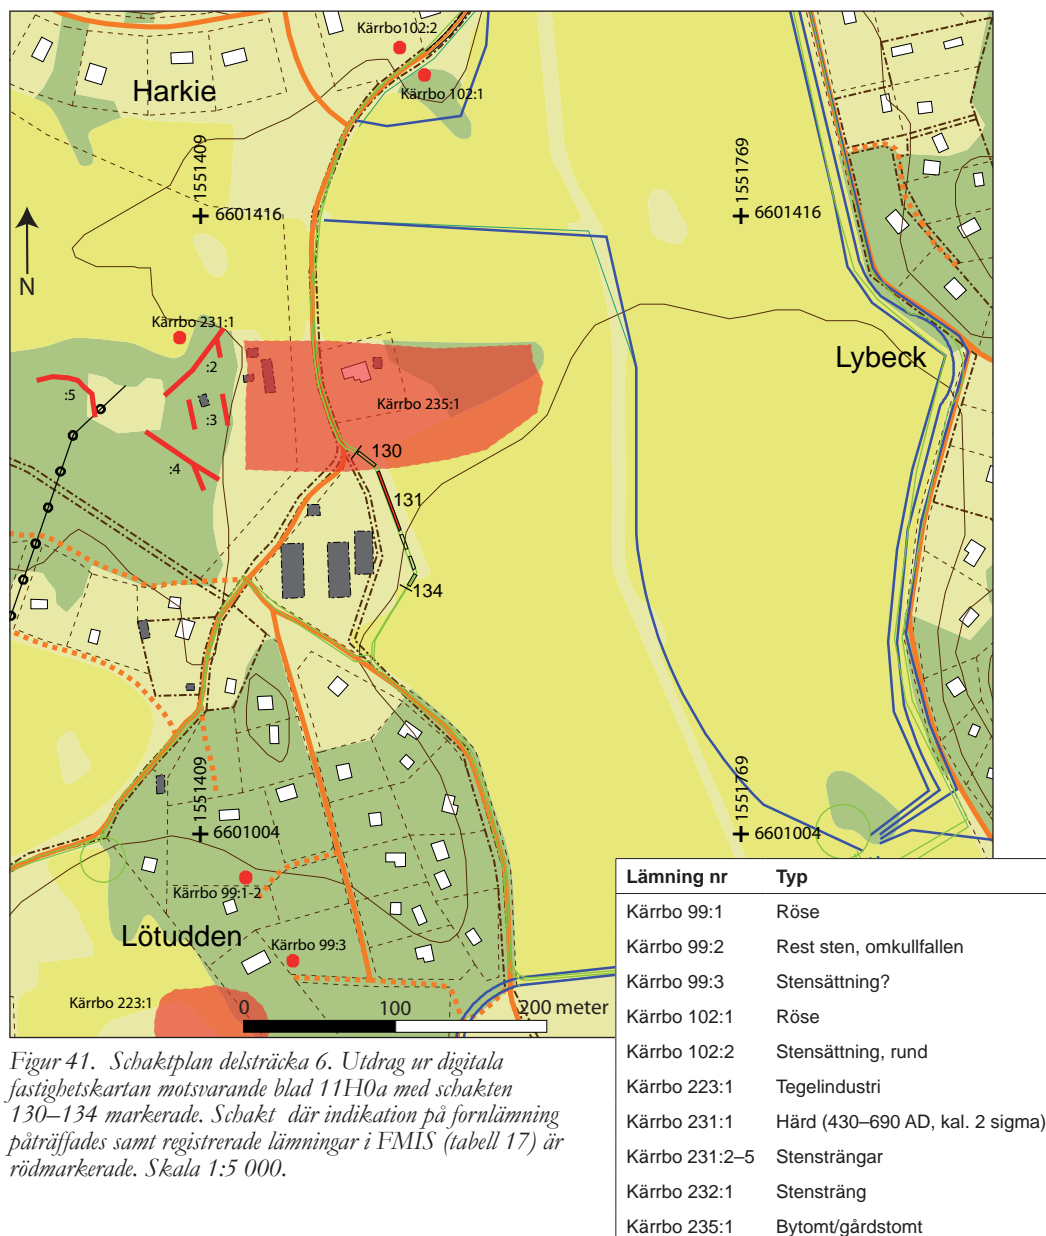 Kärrbo102:2
Harkie
Kärrbo 102:1
1551409
1551769
6601416
6601416
N
Kärrbo 231:1
:2
Lybeck
:5
:3
Kärrbo 235:1
:4
130
131
134
1551409
1551769
6601004
6601004
Kärrbo 99:1-2
Lötudden
Kärrbo 99:3
Kärrbo 223:1
0 100 200 meter
Lämning nr Typ
Kärrbo 99:1 Röse
Kärrbo 99:2 Rest sten, omkullfallen
Kärrbo 99:3 Stensättning?
Kärrbo 102:1 Röse
Kärrbo 102:2 Stensättning, rund
Kärrbo 223:1 Tegelindustri
Kärrbo 231:1 Härd (430–690 AD, kal. 2 sigma)
Kärrbo 231:2–5 Stensträngar
Kärrbo 232:1 Stensträng
Kärrbo 235:1 Bytomt/gårdstomt
Figur 41. Schaktplan delsträcka 6. Utdrag ur digitala
fastighetskartan motsvarande blad 11H0a med schakten
130–134 markerade. Schakt där indikation på fornlämning
påträffades samt registrerade lämningar i FMIS (tabell 17) är
rödmarkerade. Skala 1:5 000.